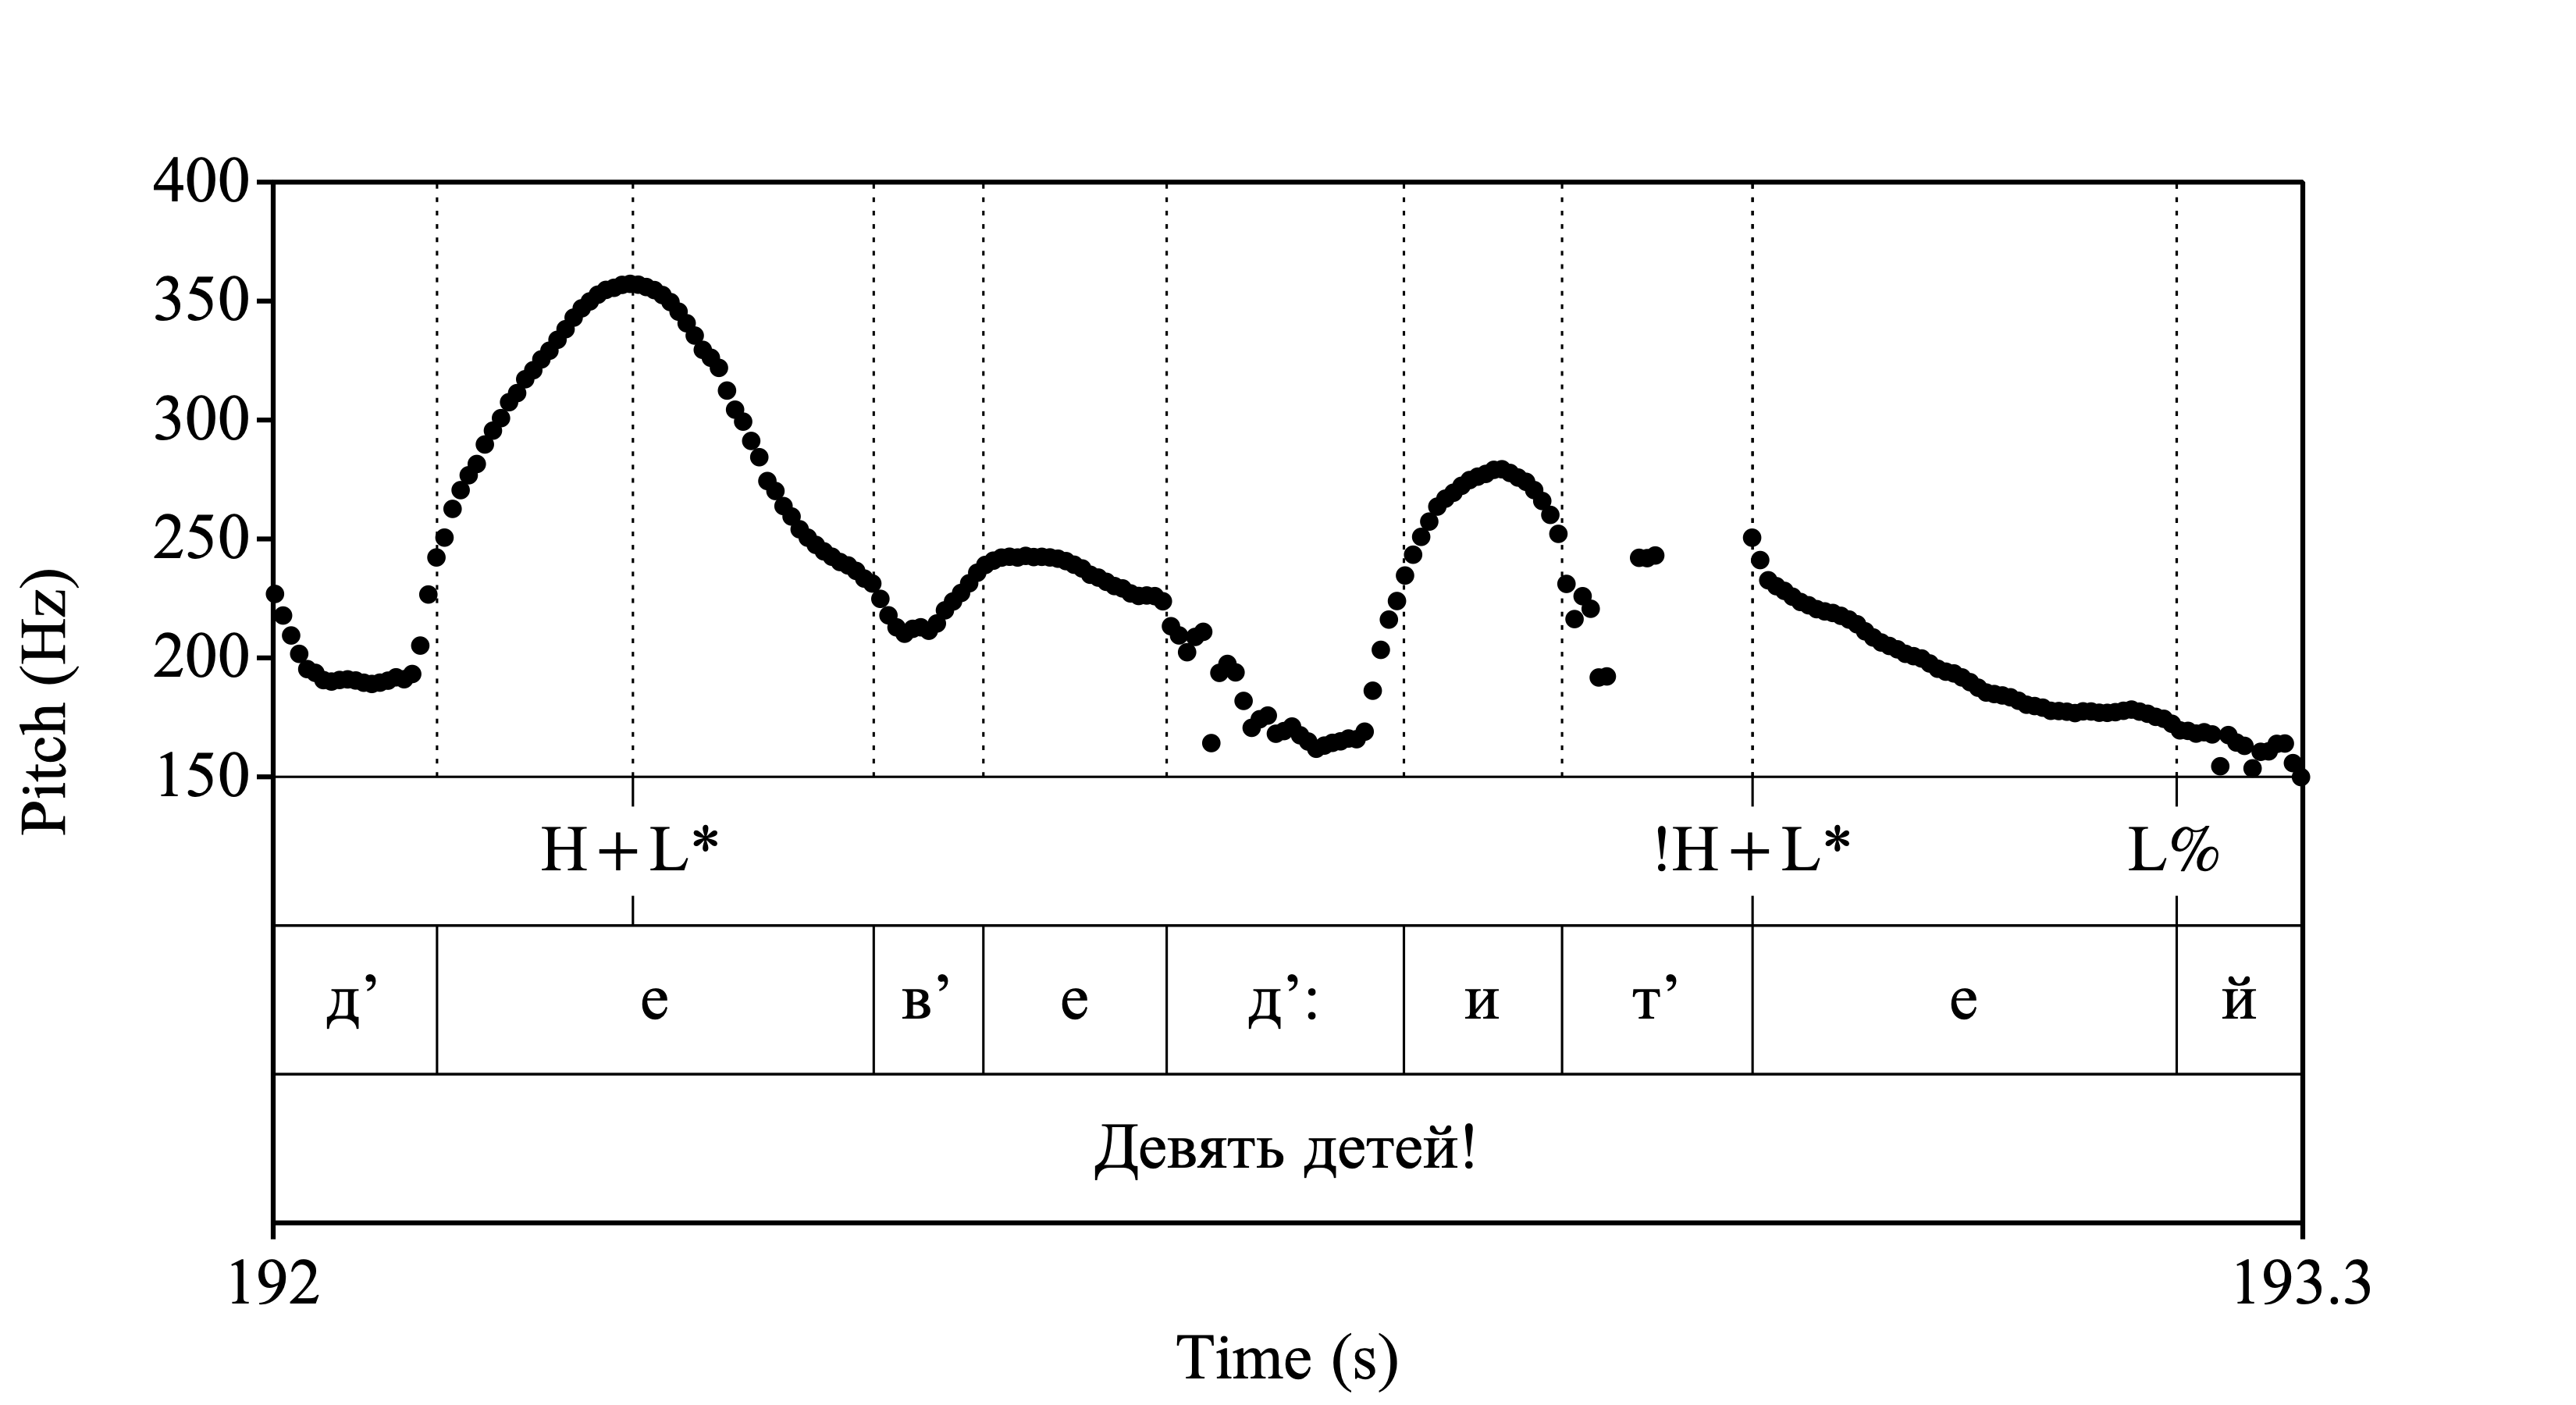 400
350
300
250
200
150
Pitch (Hz)
H+L* !H+L* L%
д’ е в’ е д’: и т’ е й
Девять детей!
192 193.3
Time (s)